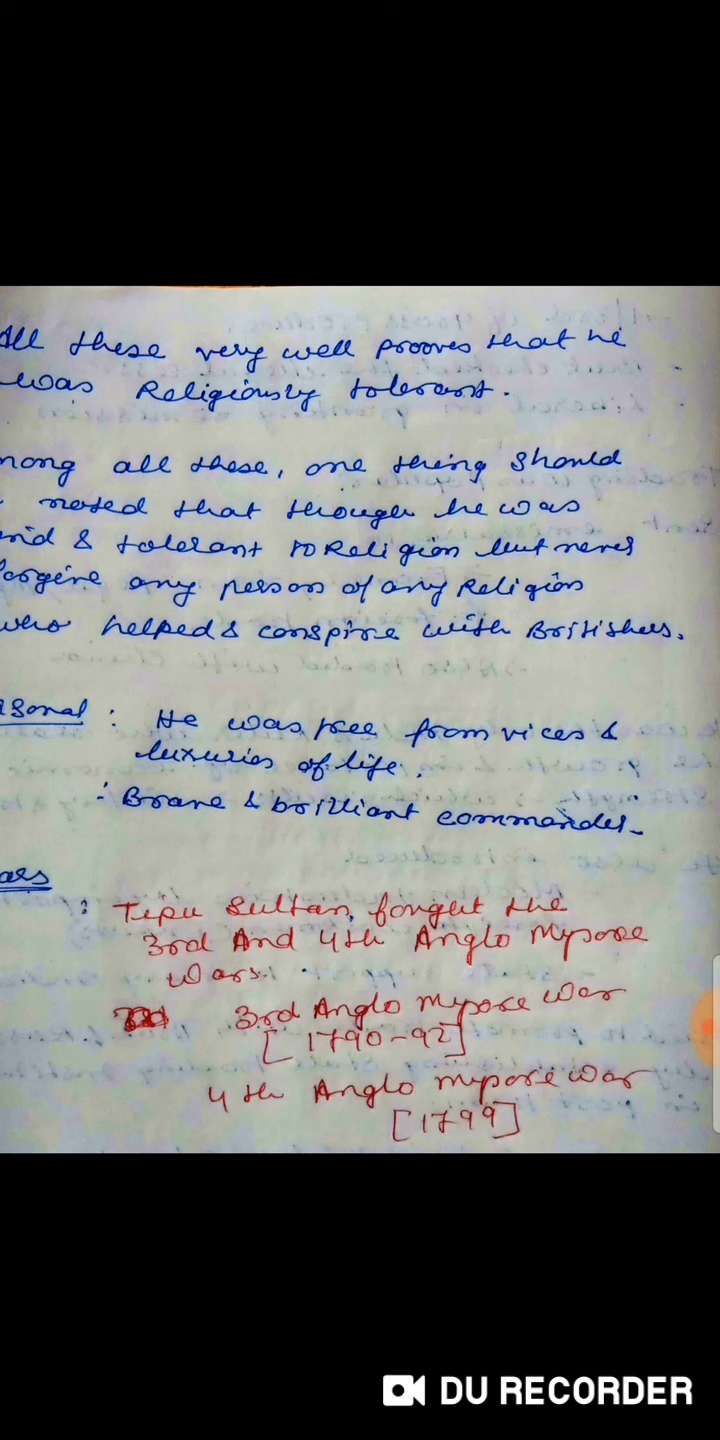 All these very well prooves that he
was Religiously tolerant.
mong all these, one thing should
noted that though he was
nid & tolerant to Religion but never
forgive any person of any Religion
who helped & conspire with Britishers.
rsonal : He was free from vices &
luxuries of life.
: Brave & brilliant commander.
ars
: Tipu Sultan, fought the
3rd And 4th Anglo Mysore
Wars.
3rd Anglo Mysore War
[1790-92]
4th Anglo Mysore War
[1799]
DU RECORDER